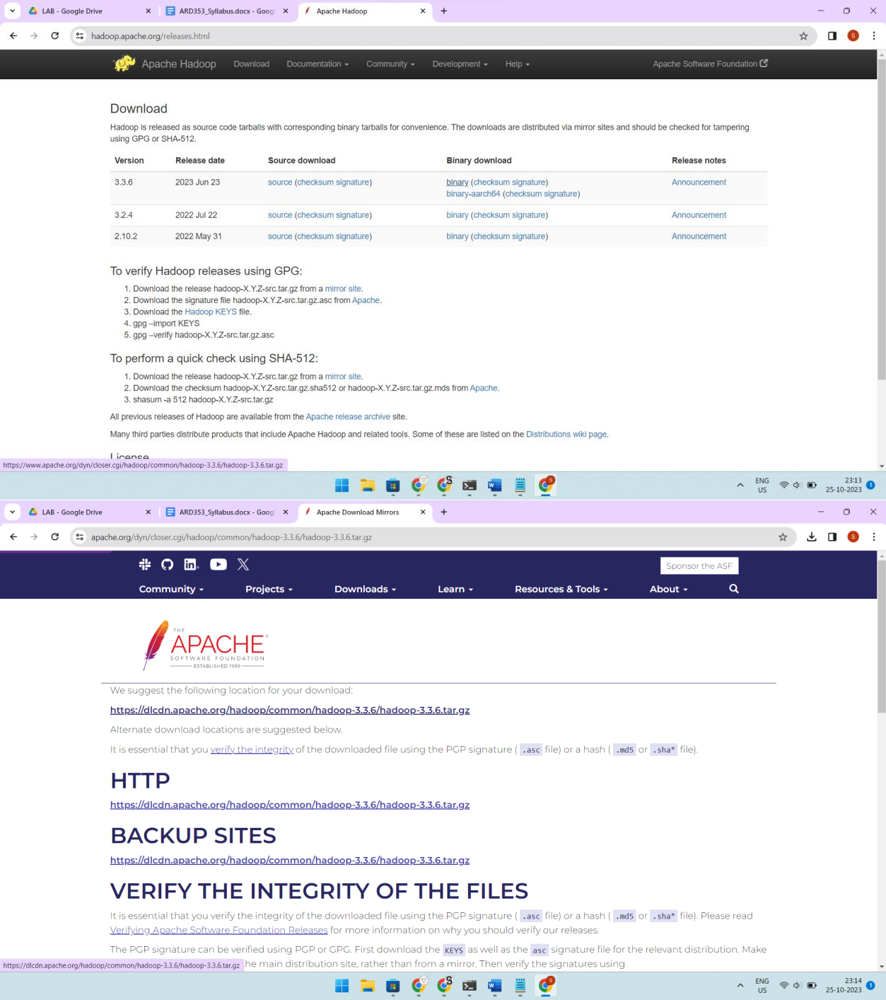 LAB - Google Drive
ARD353_Syllabus.docx - Goog
Apache Hadoop
hadoop.apache.org/releases.html
S
Apache Hadoop Download Documentation Community Development Help Apache Software Foundation
Download
Hadoop is released as source code tarballs with corresponding binary tarballs for convenience. The downloads are distributed via mirror sites and should be checked for tampering
using GPG or SHA-512.
Version Release date Source download Binary download Release notes
3.3.6 2023 Jun 23 source (checksum signature) binary (checksum signature) Announcement
binary-aarch64 (checksum signature)
3.2.4 2022 Jul 22 source (checksum signature) binary (checksum signature) Announcement
2.10.2 2022 May 31 source (checksum signature) binary (checksum signature) Announcement
To verify Hadoop releases using GPG:
1. Download the release hadoop-X.Y.Z-src.tar.gz from a mirror site.
2. Download the signature file hadoop-X.Y.Z-src.tar.gz.asc from Apache.
3. Download the Hadoop KEYS file.
4. gpg –import KEYS
5. gpg –verify hadoop-X.Y.Z-src.tar.gz.asc
To perform a quick check using SHA-512:
1. Download the release hadoop-X.Y.Z-src.tar.gz from a mirror site.
2. Download the checksum hadoop-X.Y.Z-src.tar.gz.sha512 or hadoop-X.Y.Z-src.tar.gz.mds from Apache.
3. shasum -a 512 hadoop-X.Y.Z-src.tar.gz
All previous releases of Hadoop are available from the Apache release archive site.
Many third parties distribute products that include Apache Hadoop and related tools. Some of these are listed on the Distributions wiki page.
License
https://www.apache.org/dyn/closer.cgi/hadoop/common/hadoop-3.3.6/hadoop-3.3.6.tar.gz
ENG
US
23:13
25-10-2023
1
LAB - Google Drive
ARD353_Syllabus.docx - Goog
Apache Download Mirrors
apache.org/dyn/closer.cgi/hadoop/common/hadoop-3.3.6/hadoop-3.3.6.tar.gz
S
Sponsor the ASF
Community Projects Downloads Learn Resources & Tools About
THE
APACHE
SOFTWARE FOUNDATION
ESTABLISHED 1999
We suggest the following location for your download:
https://dlcdn.apache.org/hadoop/common/hadoop-3.3.6/hadoop-3.3.6.tar.gz
Alternate download locations are suggested below.
It is essential that you verify the integrity of the downloaded file using the PGP signature ( .asc file) or a hash ( .md5 or .sha* file).
HTTP
https://dlcdn.apache.org/hadoop/common/hadoop-3.3.6/hadoop-3.3.6.tar.gz
BACKUP SITES
https://dlcdn.apache.org/hadoop/common/hadoop-3.3.6/hadoop-3.3.6.tar.gz
VERIFY THE INTEGRITY OF THE FILES
It is essential that you verify the integrity of the downloaded file using the PGP signature ( .asc file) or a hash ( .md5 or .sha* file). Please read
Verifying Apache Software Foundation Releases for more information on why you should verify our releases.
The PGP signature can be verified using PGP or GPG. First download the KEYS as well as the asc signature file for the relevant distribution. Make
https://dlcdn.apache.org/hadoop/common/hadoop-3.3.6/hadoop-3.3.6.tar.gz
he main distribution site, rather than from a mirror. Then verify the signatures using
ENG
US
23:14
25-10-2023
1